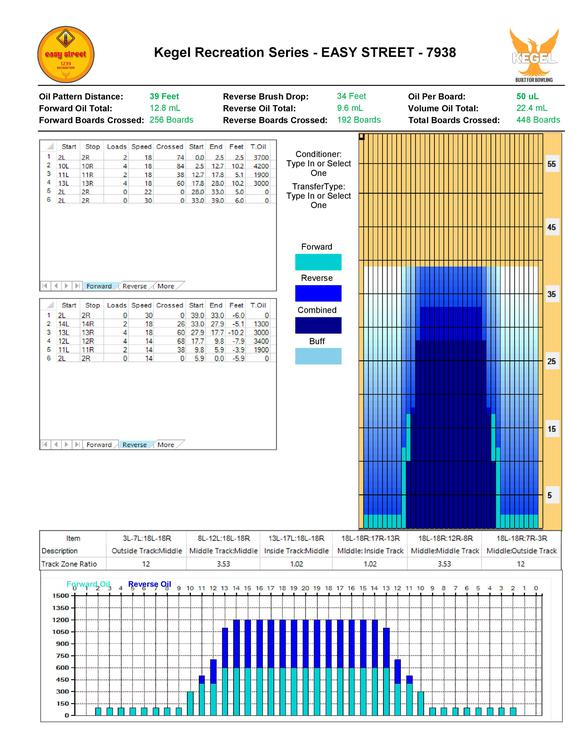 easy street
1239
RECREATION
Kegel Recreation Series - EASY STREET - 7938
KEGEL
BUILT FOR BOWLING
Oil Pattern Distance: 39 Feet Reverse Brush Drop: 34 Feet Oil Per Board: 50 uL
Forward Oil Total: 12.8 mL Reverse Oil Total: 9.6 mL Volume Oil Total: 22.4 mL
Forward Boards Crossed: 256 Boards Reverse Boards Crossed: 192 Boards Total Boards Crossed: 448 Boards
Start Stop Loads Speed Crossed Start End Feet T.Oil
1 2L 2R 2 18 74 0.0 2.5 2.5 3700
2 10L 10R 4 18 84 2.5 12.7 10.2 4200
3 11L 11R 2 18 38 12.7 17.8 5.1 1900
4 13L 13R 4 18 60 17.8 28.0 10.2 3000
5 2L 2R 0 22 0 28.0 33.0 5.0 0
6 2L 2R 0 30 0 33.0 39.0 6.0 0
Forward Reverse More
Start Stop Loads Speed Crossed Start End Feet T.Oil
1 2L 2R 0 30 0 39.0 33.0 -6.0 0
2 14L 14R 2 18 26 33.0 27.9 -5.1 1300
3 13L 13R 4 18 60 27.9 17.7 -10.2 3000
4 12L 12R 4 14 68 17.7 9.8 -7.9 3400
5 11L 11R 2 14 38 9.8 5.9 -3.9 1900
6 2L 2R 0 14 0 5.9 0.0 -5.9 0
Forward Reverse More
Conditioner:
Type In or Select
One
TransferType:
Type In or Select
One
Forward
Reverse
Combined
Buff
55
45
35
25
15
5
Item 3L-7L:18L-18R 8L-12L:18L-18R 13L-17L:18L-18R 18L-18R:17R-13R 18L-18R:12R-8R 18L-18R:7R-3R
Description Outside Track:Middle Middle Track:Middle Inside Track:Middle Middle: Inside Track Middle:Middle Track Middle:Outside Track
Track Zone Ratio 12 3.53 1.02 1.02 3.53 12
Forward Oil Reverse Oil
0 1 2 3 4 5 6 7 8 9 10 11 12 13 14 15 16 17 18 19 20 19 18 17 16 15 14 13 12 11 10 9 8 7 6 5 4 3 2 1 0
1500
1350
1200
1050
900
750
600
450
300
150
0